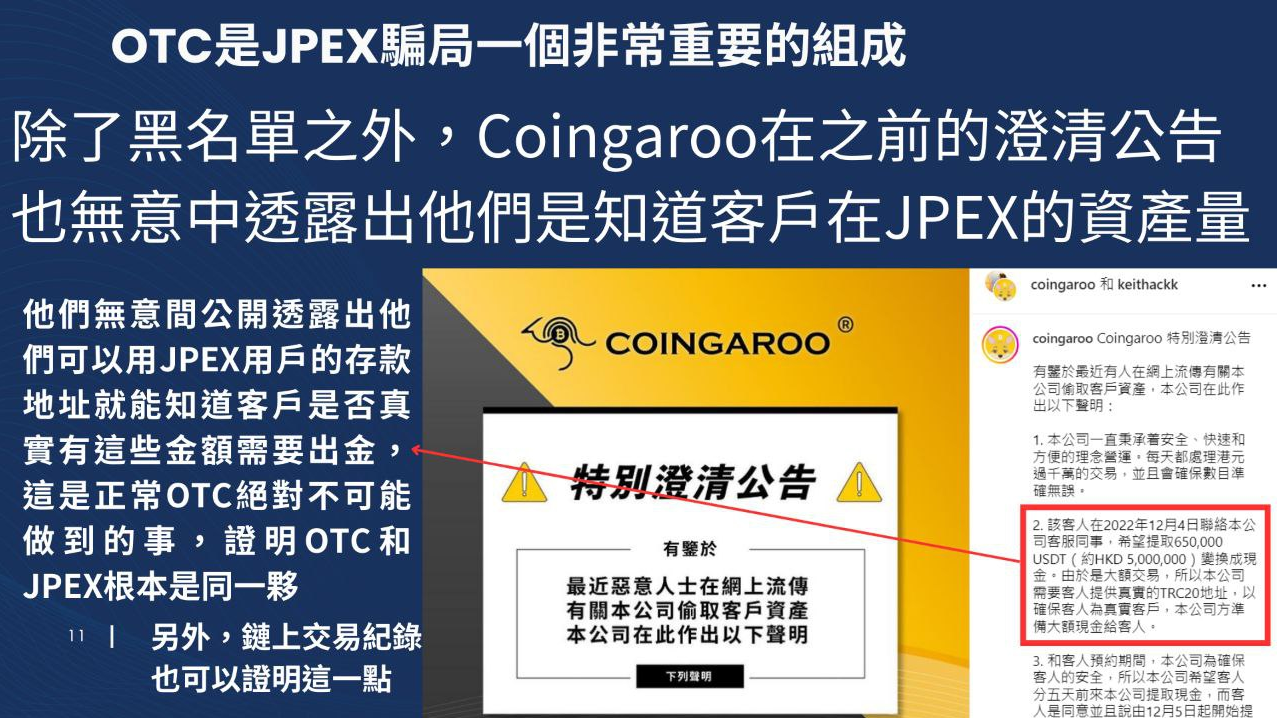 OTC是JPEX騙局一個非常重要的組成
除了黑名單之外，Coingaroo在之前的澄清公告
也無意中透露出他們是知道客戶在JPEX的資產量
他們無意間公開透露出他
們可以用JPEX用戶的存款
地址就能知道客戶是否真
實有這些金額需要出金，
這是正常OTC絕對不可能
做到的事，證明OTC和
JPEX根本是同一夥
11 | 另外，鏈上交易紀錄
也可以證明這一點
COINGAROO®
特別澄清公告
有鑒於
最近惡意人士在網上流傳
有關本公司偷取客戶資產
本公司在此作出以下聲明
下列聲明
coingaroo 和 keithackk
coingaroo Coingaroo 特別澄清公告
有鑒於最近有人在網上流傳有關本
公司偷取客戶資產，本公司在此作
出以下聲明：
1. 本公司一直秉承着安全、快速和
方便的理念營運。每天都處理港元
過千萬的交易，並且會確保數目準
確無誤。
2. 該客人在2022年12月4日聯絡本公
司客服同事，希望提取650,000
USDT（約HKD 5,000,000）變換成現
金。由於是大額交易，所以本公司
需要客人提供真實的TRC20地址，以
確保客人為真實客戶，本公司方準
備大額現金給客人。
3. 和客人預約期間，本公司為確保
客人的安全，所以本公司希望客人
分五天前來本公司提取現金，而客
人是同意並且說由12月5日起開始提